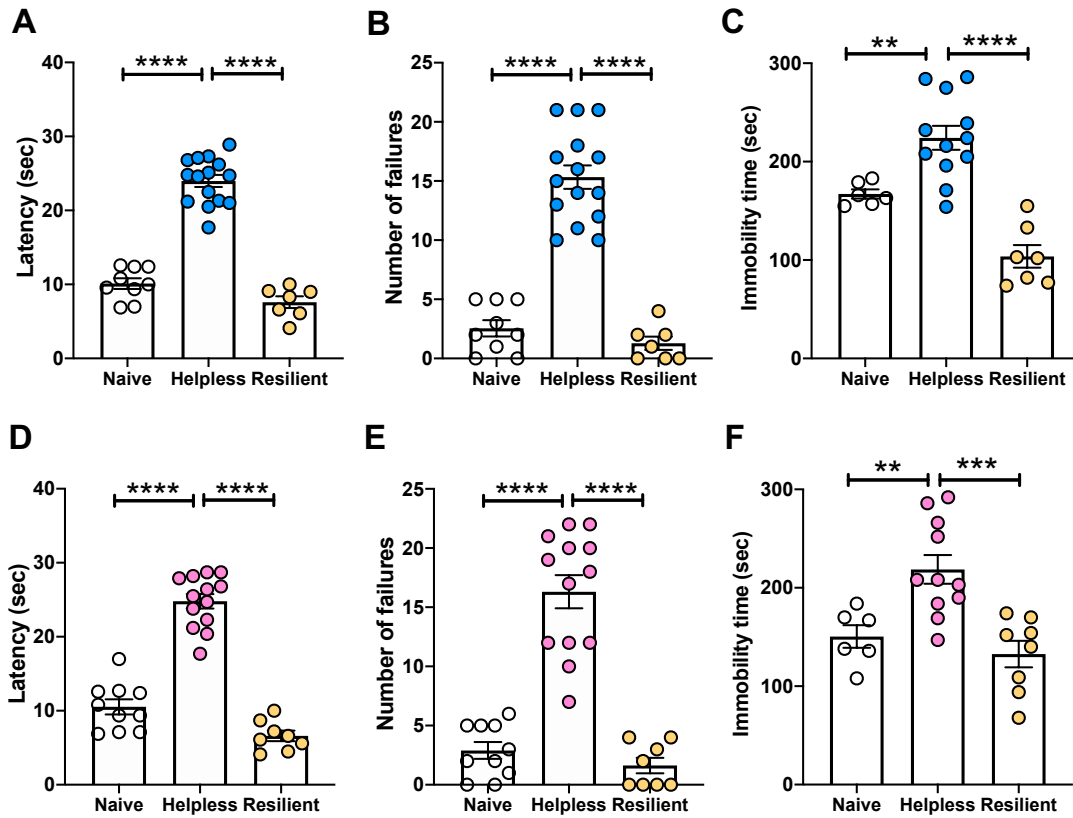 A
Latency (sec)
40
30
20
10
0
**** ****
Naive Helpless Resilient
B
Number of failures
25
20
15
10
5
0
**** ****
Naive Helpless Resilient
C
Immobility time (sec)
300
200
100
0
** ****
Naive Helpless Resilient
D
Latency (sec)
40
30
20
10
0
**** ****
Naive Helpless Resilient
E
Number of failures
25
20
15
10
5
0
**** ****
Naive Helpless Resilient
F
Immobility time (sec)
300
200
100
0
** ***
Naive Helpless Resilient